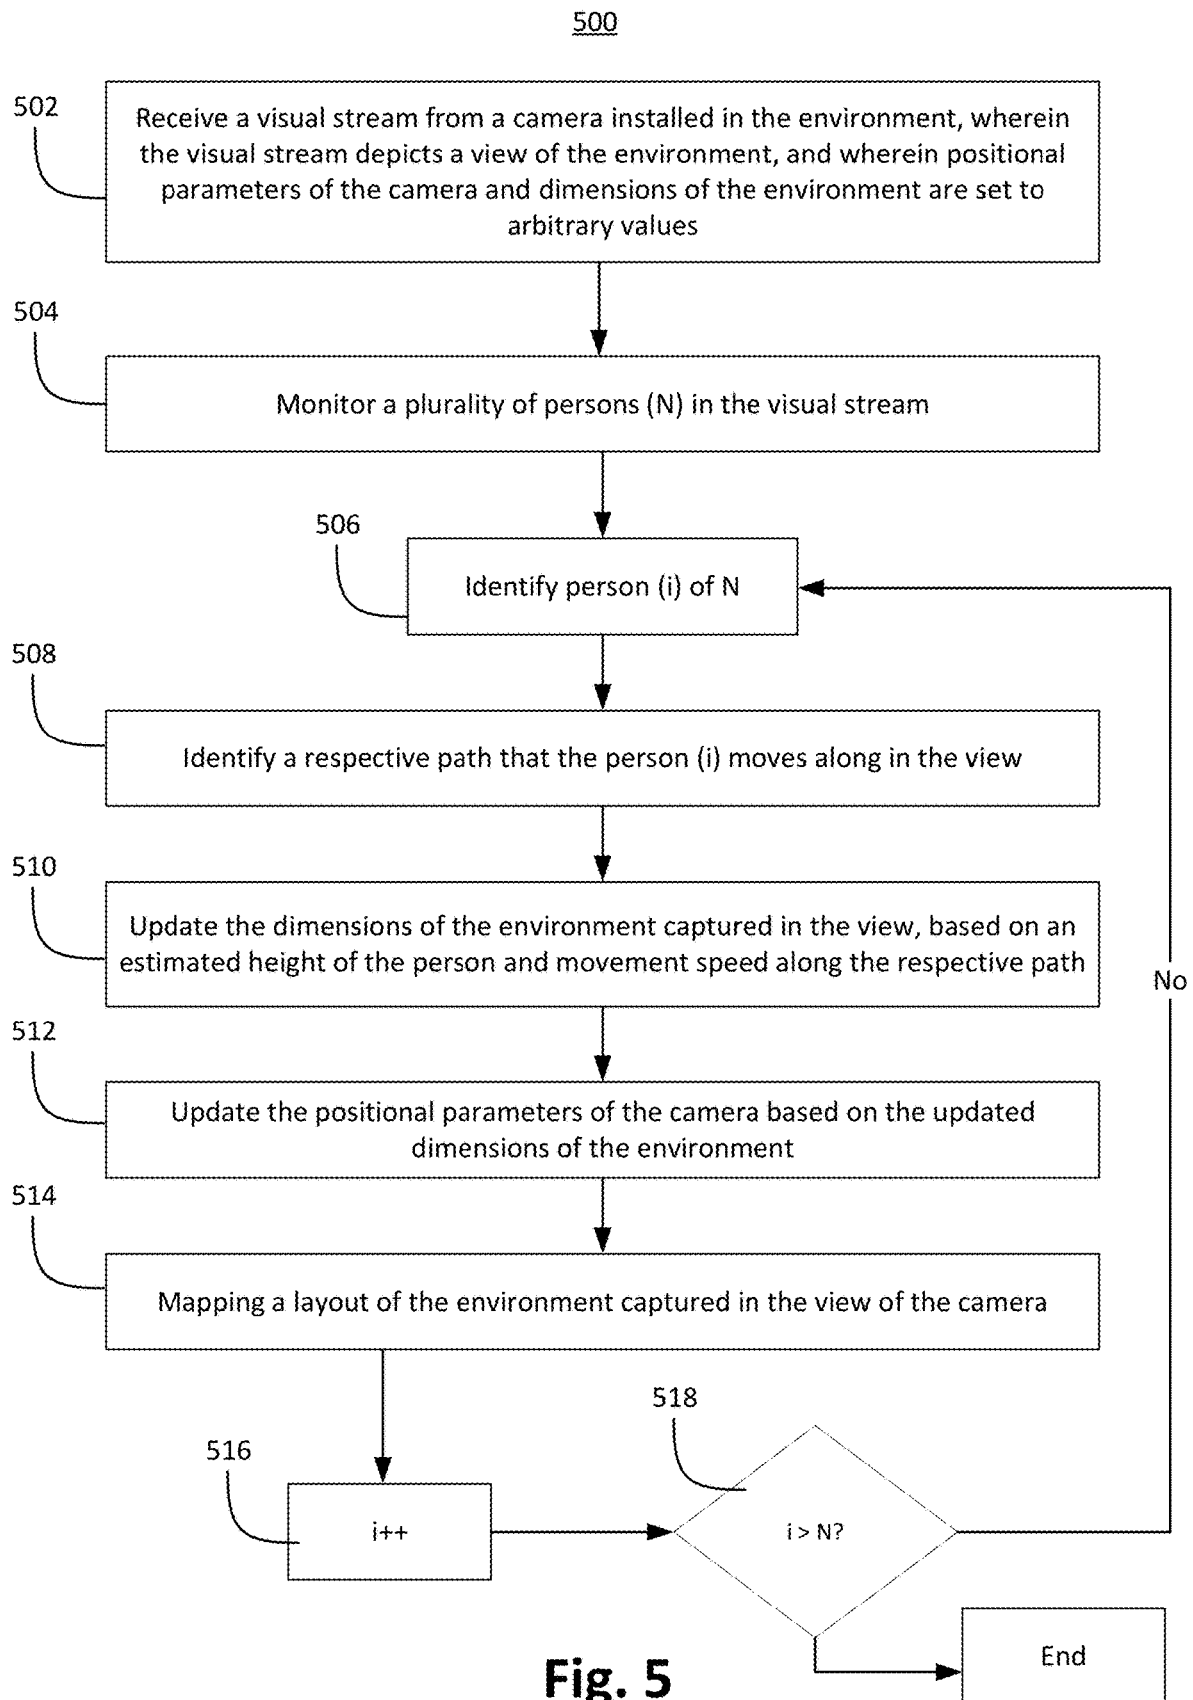 500
502
Receive a visual stream from a camera installed in the environment, wherein
the visual stream depicts a view of the environment, and wherein positional
parameters of the camera and dimensions of the environment are set to
arbitrary values
504
Monitor a plurality of persons (N) in the visual stream
506
Identify person (i) of N
508
Identify a respective path that the person (i) moves along in the view
510
Update the dimensions of the environment captured in the view, based on an
estimated height of the person and movement speed along the respective path
No
512
Update the positional parameters of the camera based on the updated
dimensions of the environment
514
Mapping a layout of the environment captured in the view of the camera
518
516
i++
i > N?
End
Fig. 5